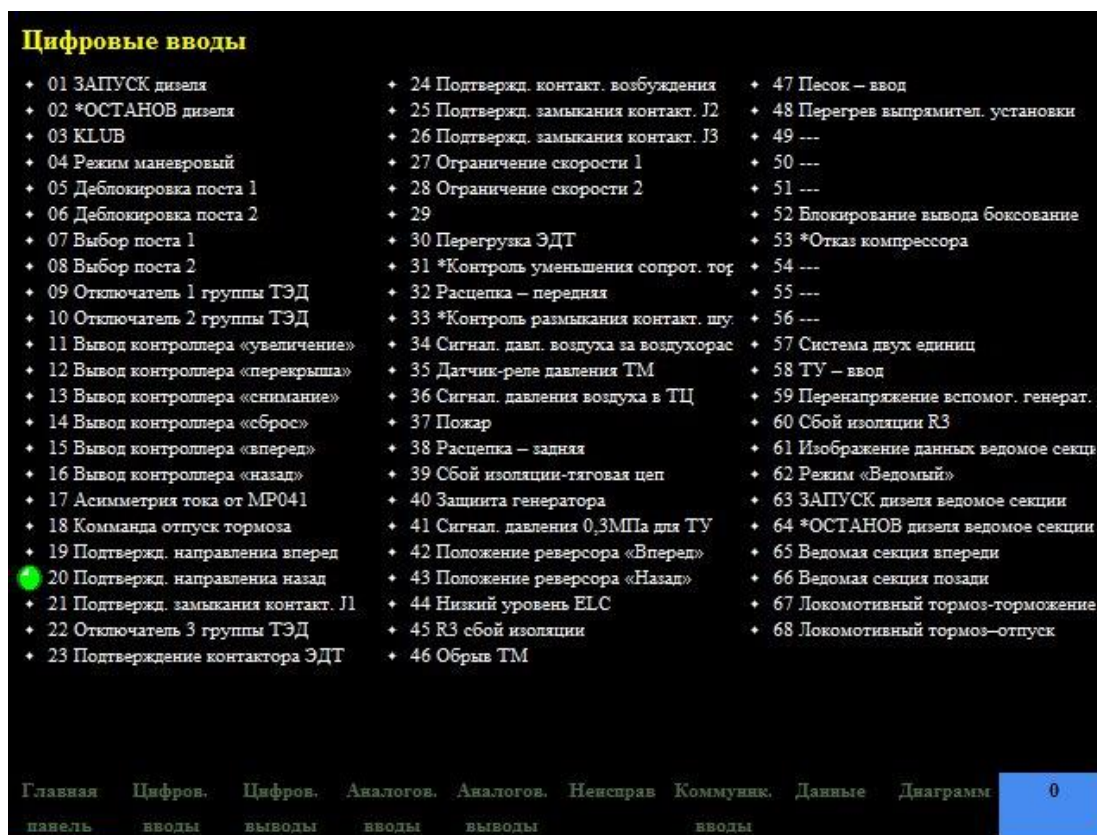 Цифровые вводы
01 ЗАПУСК дизеля
02 *ОСТАНОВ дизеля
03 KLUB
04 Режим маневровый
05 Деблокировка поста 1
06 Деблокировка поста 2
07 Выбор поста 1
08 Выбор поста 2
09 Отключатель 1 группы ТЭД
10 Отключатель 2 группы ТЭД
11 Вывод контроллера «увеличение»
12 Вывод контроллера «перекрыша»
13 Вывод контроллера «снимание»
14 Вывод контроллера «сброс»
15 Вывод контроллера «вперед»
16 Вывод контроллера «назад»
17 Асимметрия тока от МР041
18 Комманда отпуск тормоза
19 Подтвержд. направлениа вперед
20 Подтвержд. направлениа назад
21 Подтвержд. замыкания контакт. J1
22 Отключатель 3 группы ТЭД
23 Подтверждение контактора ЭДТ
24 Подтвержд. контакт. возбуждения
25 Подтвержд. замыкания контакт. J2
26 Подтвержд. замыкания контакт. J3
27 Ограничение скорости 1
28 Ограничение скорости 2
29
30 Перегрузка ЭДТ
31 *Контроль уменьшения сопрот. тор
32 Расцепка – передняя
33 *Контроль размыкания контакт. шу
34 Сигнал. давл. воздуха за воздухорас
35 Датчик-реле давления ТМ
36 Сигнал. давления воздуха в ТЦ
37 Пожар
38 Расцепка – задняя
39 Сбой изоляции-тяговая цеп
40 Защиита генератора
41 Сигнал. давления 0,3МПа для ТУ
42 Положение реверсора «Вперед»
43 Положение реверсора «Назад»
44 Низкий уровень ELC
45 R3 сбой изоляции
46 Обрыв ТМ
47 Песок – ввод
48 Перегрев выпрямител. установки
49 ---
50 ---
51 ---
52 Блокирование вывода боксование
53 *Отказ компрессора
54 ---
55 ---
56 ---
57 Система двух единиц
58 ТУ – ввод
59 Перенапряжение вспомог. генерат.
60 Сбой изоляции R3
61 Изображение данных ведомое секци
62 Режим «Ведомый»
63 ЗАПУСК дизеля ведомое секции
64 *ОСТАНОВ дизеля ведомое секции
65 Ведомая секция впереди
66 Ведомая секция позади
67 Локомотивный тормоз-торможение
68 Локомотивный тормоз–отпуск
Главная панель
Цифров. вводы
Цифров. выводы
Аналогов. вводы
Аналогов. выводы
Неисправ
Коммуник. вводы
Данные
Диаграмм
0